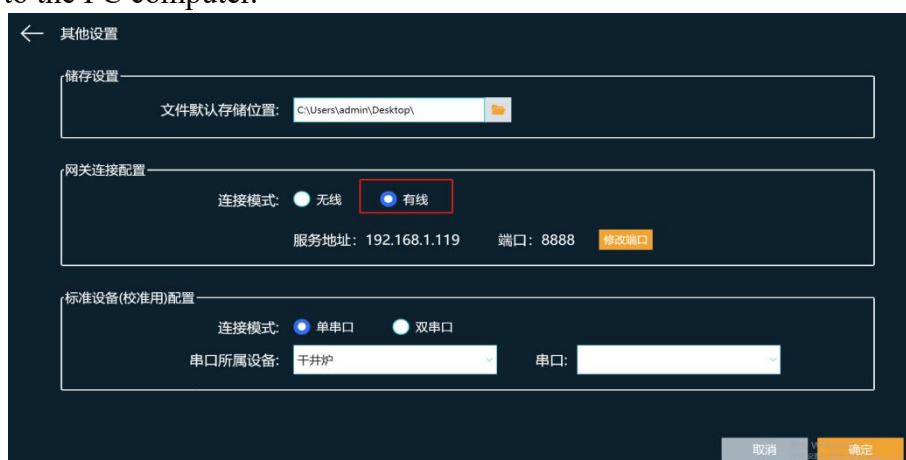 to the PC computer.
其他设置
储存设置
文件默认存储位置: C:\Users\admin\Desktop\
网关连接配置
连接模式: 无线 有线
服务地址: 192.168.1.119 端口: 8888 修改端口
标准设备(校准用)配置
连接模式: 单串口 双串口
串口所属设备: 干井炉 串口:
取消 确定